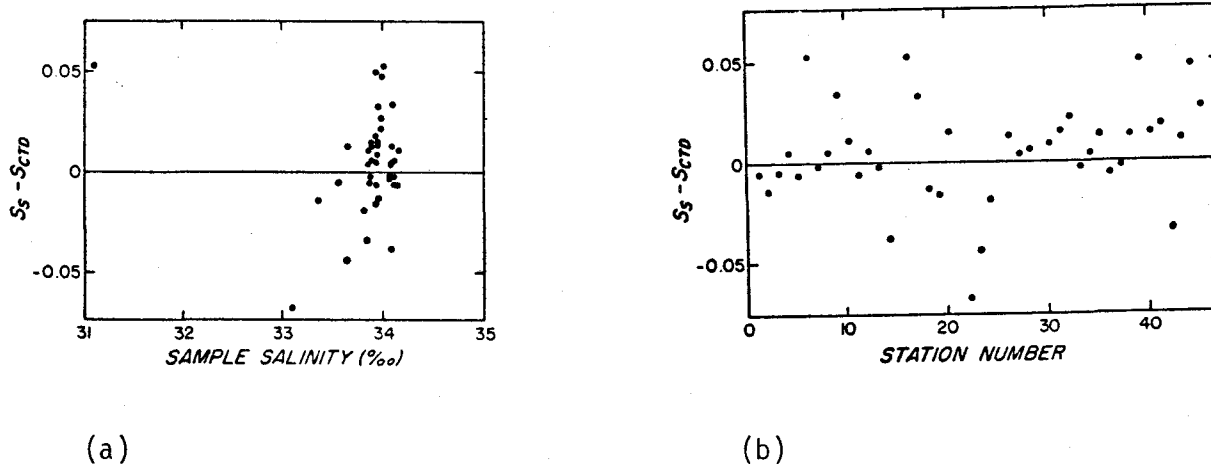 0.05
0
-0.05
S_S - S_CTD
31 32 33 34 35
SAMPLE SALINITY (‰)
(a)
0.05
0
-0.05
S_S - S_CTD
0 10 20 30 40
STATION NUMBER
(b)